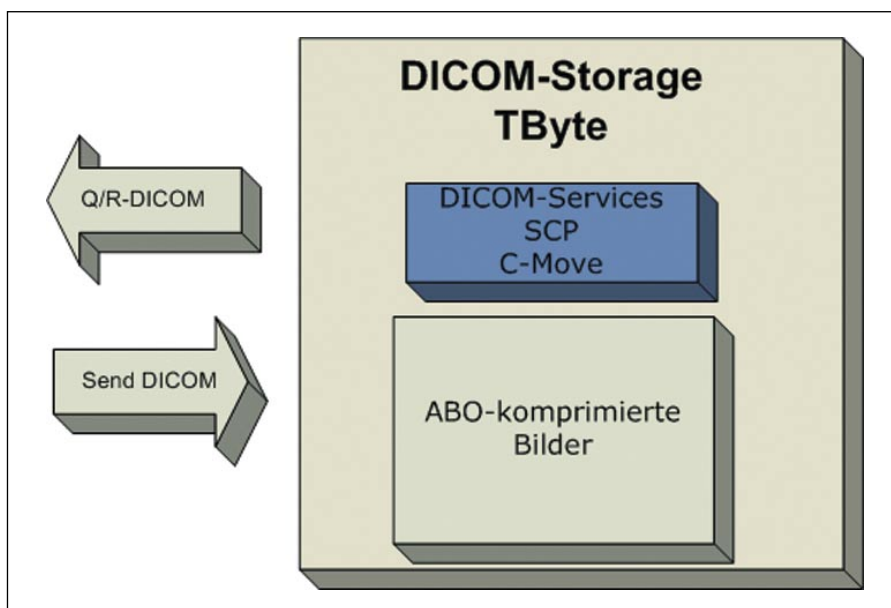 DICOM-Storage
TByte
Q/R-DICOM
DICOM-Services
SCP
C-Move
Send DICOM
ABO-komprimierte
Bilder